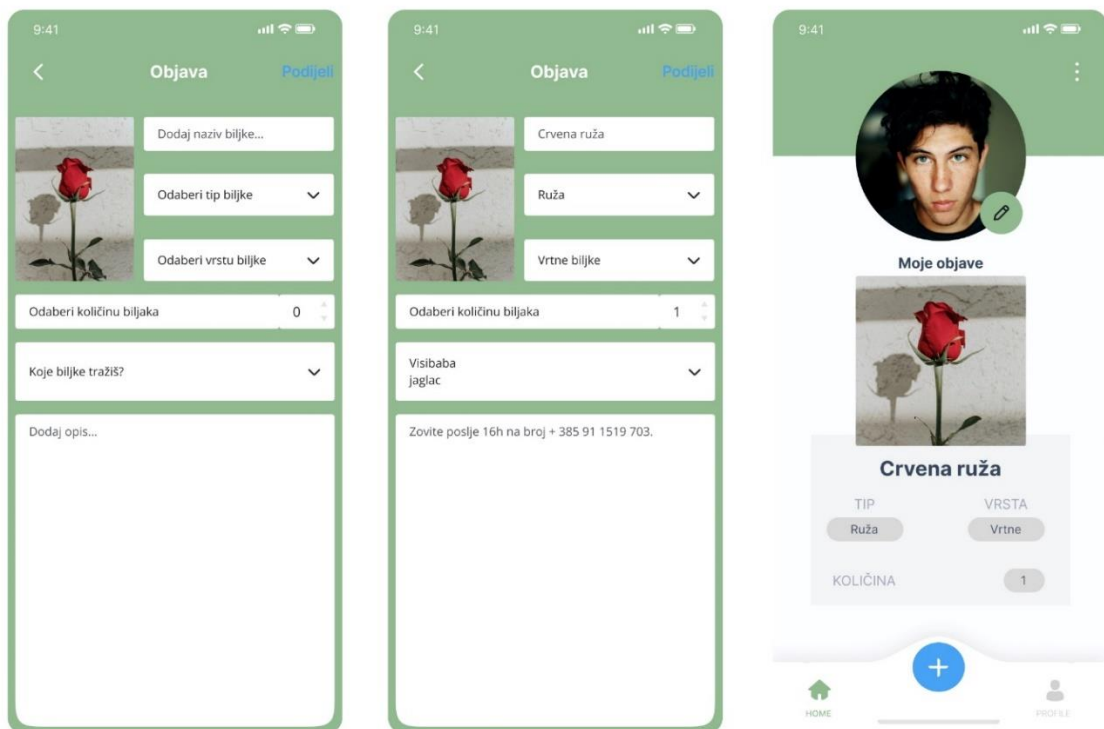 9:41
Objava
Podijeli
Dodaj naziv biljke...
Odaberi tip biljke
Odaberi vrstu biljke
Odaberi količinu biljaka
0
Koje biljke tražiš?
Dodaj opis...
9:41
Objava
Podijeli
Crvena ruža
Ruža
Vrtne biljke
Odaberi količinu biljaka
1
Visibaba
jaglac
Zovite poslje 16h na broj + 385 91 1519 703.
9:41
Moje objave
Crvena ruža
TIP
VRSTA
Ruža
Vrtne
KOLIČINA
1
HOME
PROFILE